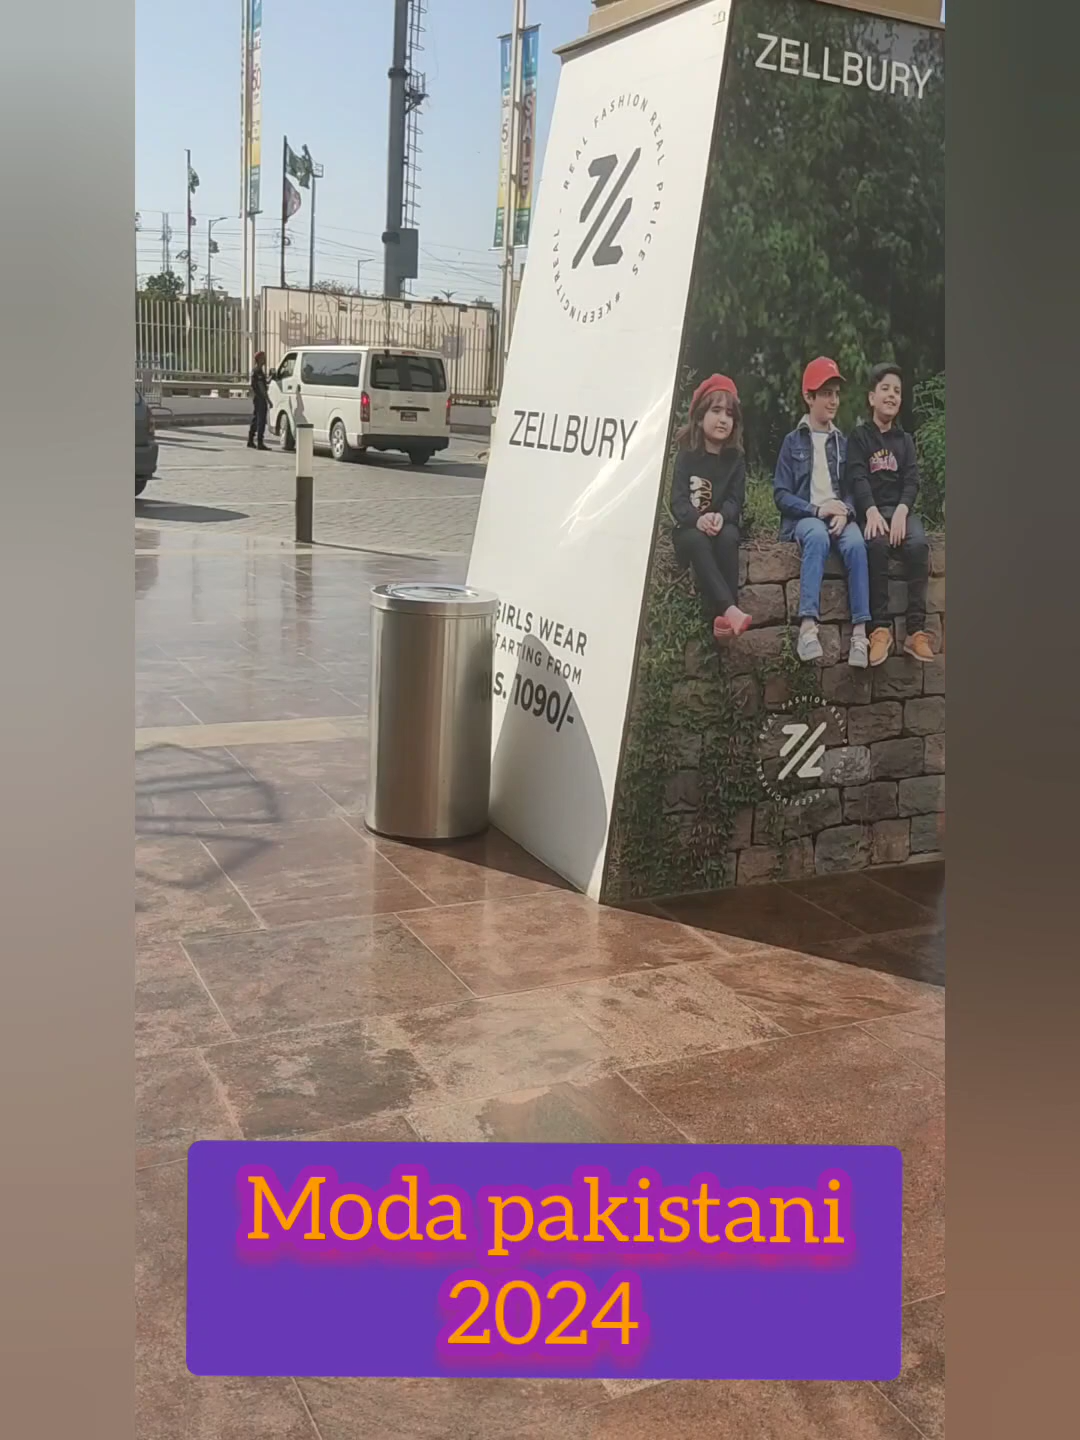 ZELLBURY
REAL FASHION REAL PRICES #KEEPINGITREAL
ZELLBURY
GIRLS WEAR
STARTING FROM
RS. 1090/-
SALE
Moda pakistani
2024